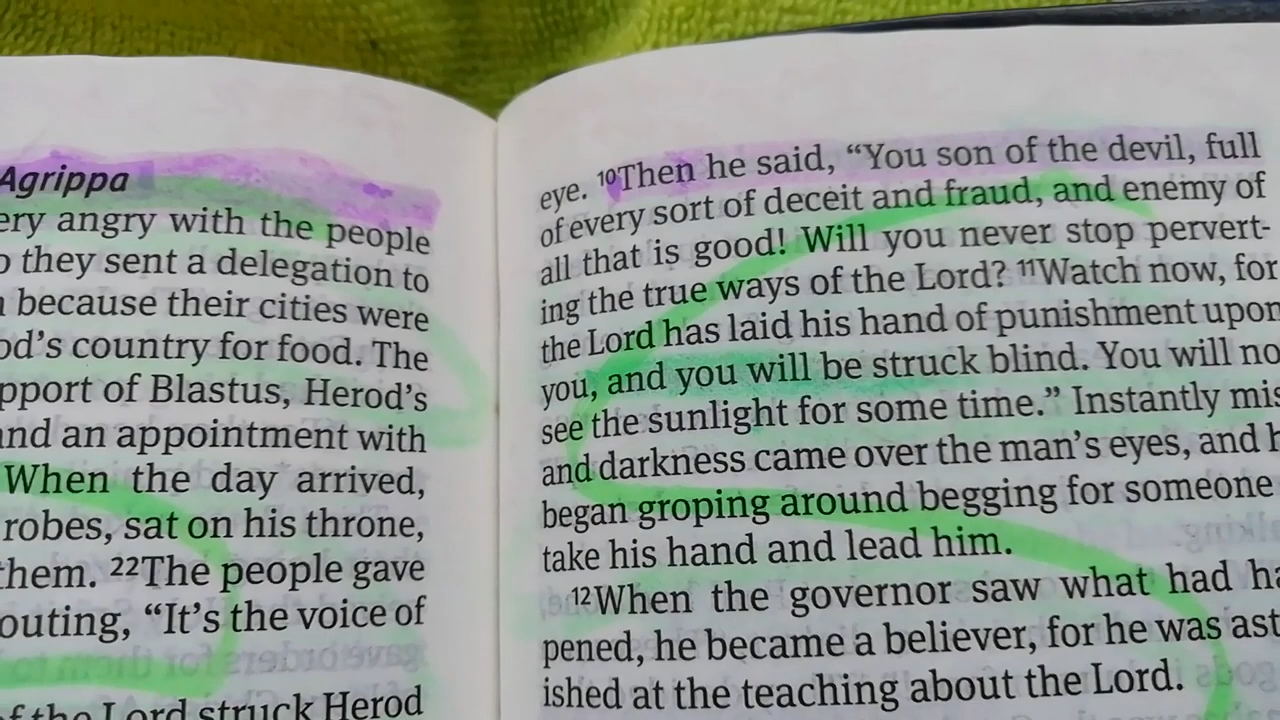 Agrippa
ery angry with the people
o they sent a delegation to
because their cities were
od's country for food. The
pport of Blastus, Herod's
nd an appointment with
When the day arrived,
robes, sat on his throne,
them. 22The people gave
outing, “It's the voice of
of the Lord struck Herod
eye. 10Then he said, “You son of the devil, full
of every sort of deceit and fraud, and enemy of
all that is good! Will you never stop pervert-
ing the true ways of the Lord? 11Watch now, for
the Lord has laid his hand of punishment upon
you, and you will be struck blind. You will no
see the sunlight for some time.” Instantly mis
and darkness came over the man's eyes, and h
began groping around begging for someone
take his hand and lead him.
12When the governor saw what had ha
pened, he became a believer, for he was ast
ished at the teaching about the Lord.